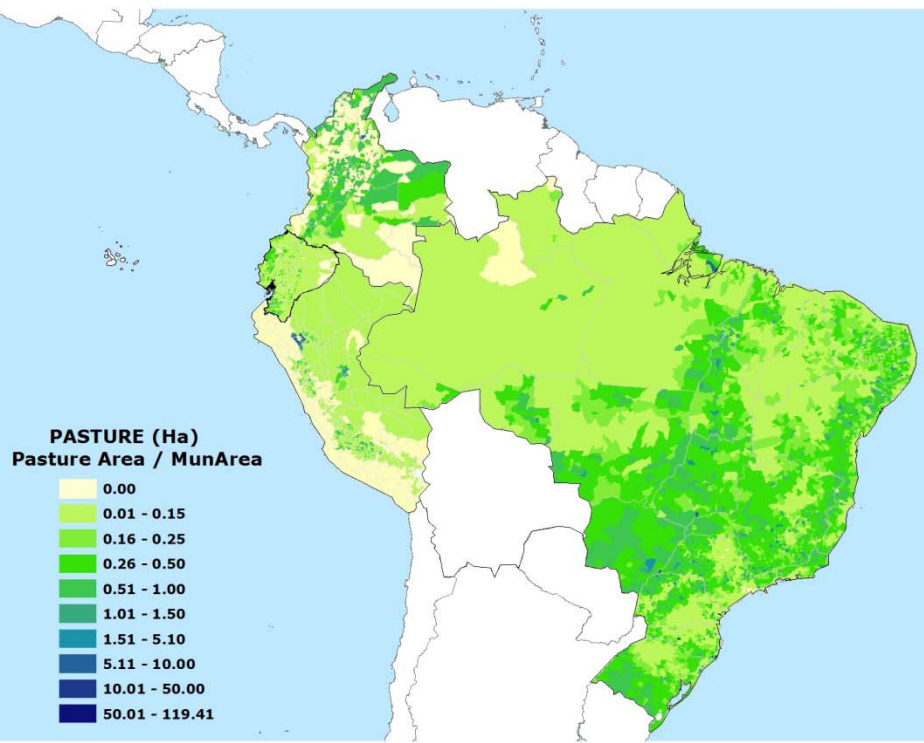 PASTURE (Ha)
Pasture Area / MunArea
0.00
0.01 - 0.15
0.16 - 0.25
0.26 - 0.50
0.51 - 1.00
1.01 - 1.50
1.51 - 5.10
5.11 - 10.00
10.01 - 50.00
50.01 - 119.41